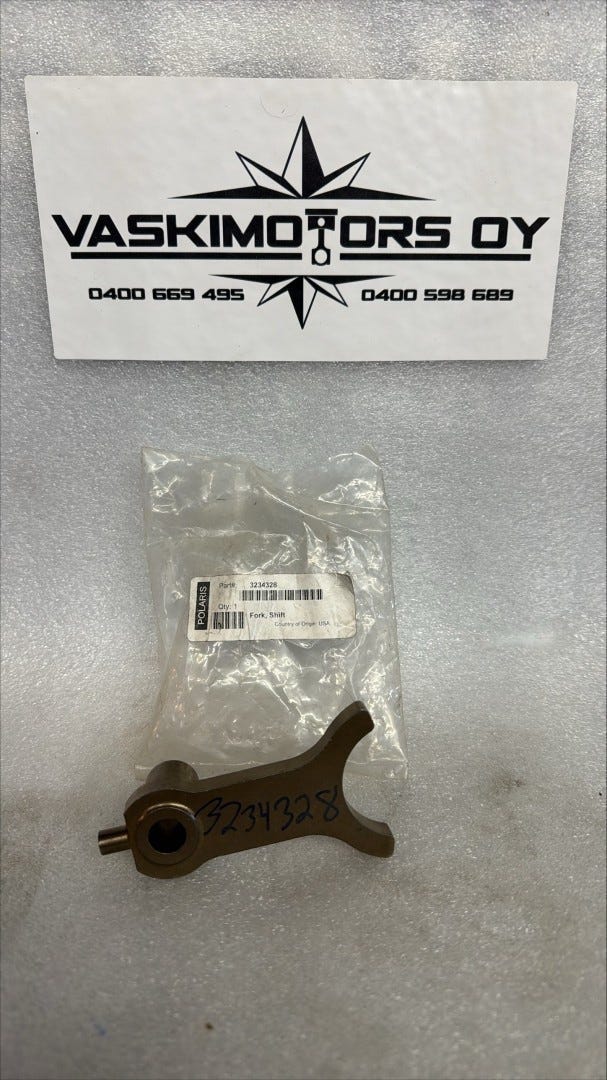 VASKIMOTORS OY
0400 669 495 0400 598 689
POLARIS
Part#: 3234328
Qty: 1
Fork, Shift
Country of Origin: USA
3234328